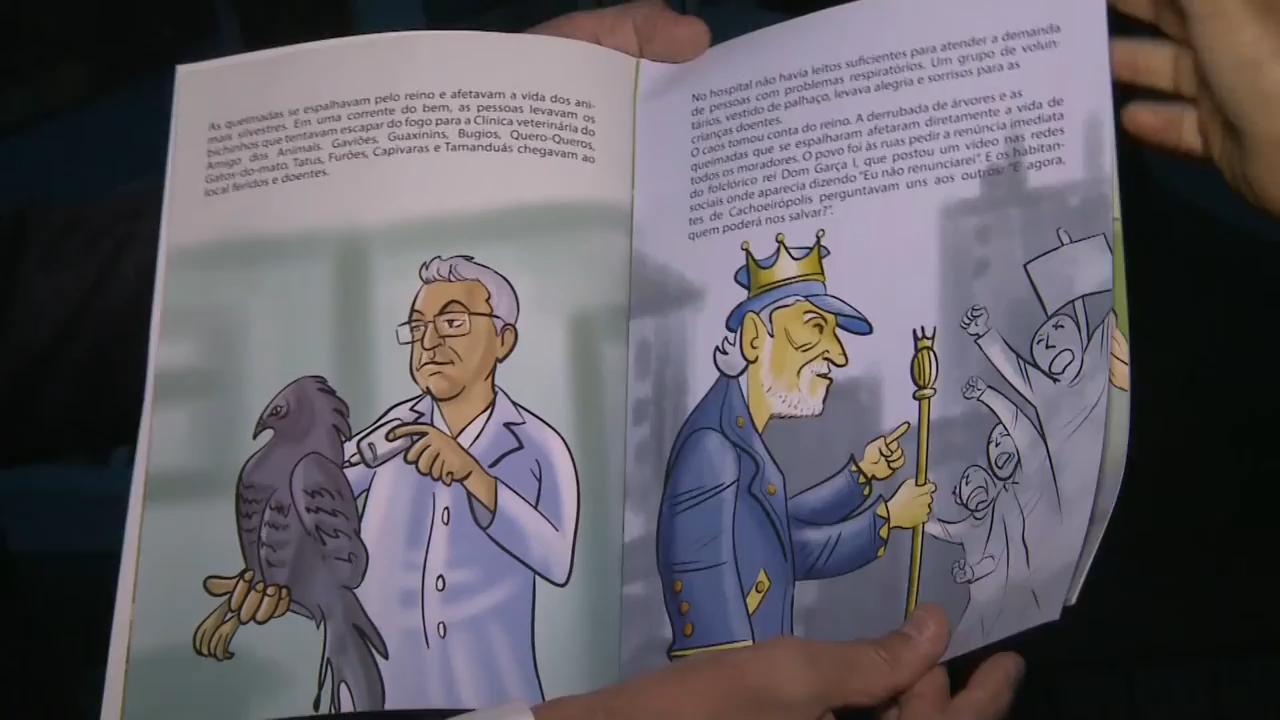 As queimadas se espalhavam pelo reino e afetavam a vida dos ani-
mais silvestres. Em uma corrente do bem, as pessoas levavam os
bichinhos que tentavam escapar do fogo para a Clínica veterinária do
Amigo dos Animais. Gaviões, Guaxinins, Bugios, Quero-Queros,
Gatos-do-mato, Tatus, Furões, Capivaras e Tamanduás chegavam ao
local feridos e doentes.
No hospital não havia leitos suficientes para atender a demanda
de pessoas com problemas respiratórios. Um grupo de volun-
tários, vestido de palhaço, levava alegria e sorrisos para as
crianças doentes.
O caos tomou conta do reino. A derrubada de árvores e as
queimadas que se espalharam afetaram diretamente a vida de
todos os moradores. O povo foi às ruas pedir a renúncia imediata
do folclórico rei Dom Garça I, que postou um vídeo nas redes
sociais onde aparecia dizendo "Eu não renunciarei". E os habitan-
tes de Cachoeirópolis perguntavam uns aos outros: "E agora,
quem poderá nos salvar?".